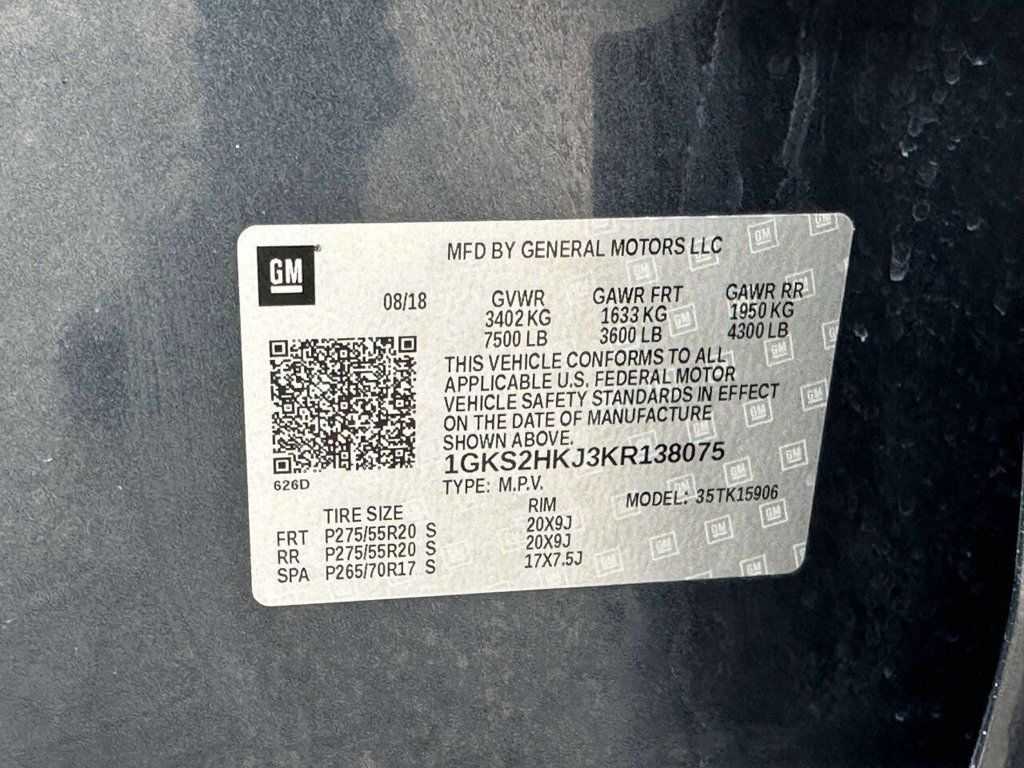 GM
MFD BY GENERAL MOTORS LLC
08/18 GVWR GAWR FRT GAWR RR
3402 KG 1633 KG 1950 KG
7500 LB 3600 LB 4300 LB
THIS VEHICLE CONFORMS TO ALL
APPLICABLE U.S. FEDERAL MOTOR
VEHICLE SAFETY STANDARDS IN EFFECT
ON THE DATE OF MANUFACTURE
SHOWN ABOVE.
1GKS2HKJ3KR138075
626D
TYPE: M.P.V. MODEL: 35TK15906
TIRE SIZE RIM
FRT P275/55R20 S 20X9J
RR P275/55R20 S 20X9J
SPA P265/70R17 S 17X7.5J